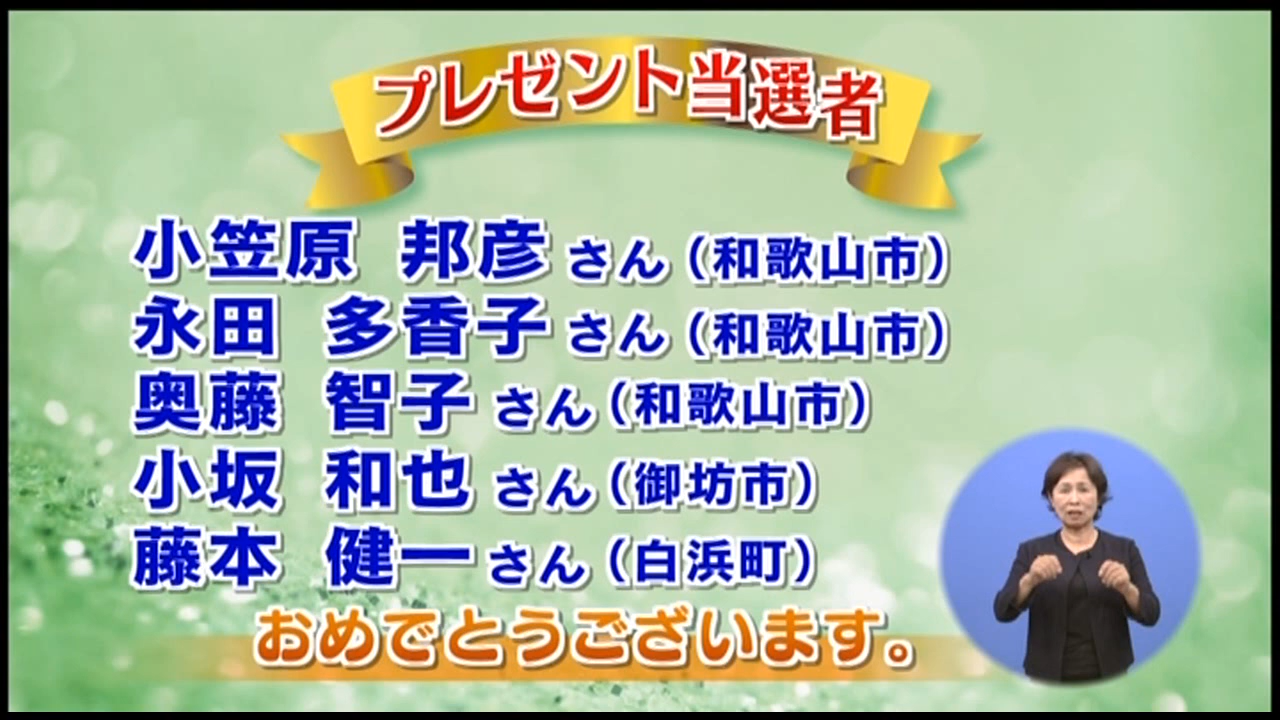 プレゼント当選者
小笠原 邦彦 さん（和歌山市）
永田 多香子 さん（和歌山市）
奥藤 智子 さん（和歌山市）
小坂 和也 さん（御坊市）
藤本 健一 さん（白浜町）
おめでとうございます。